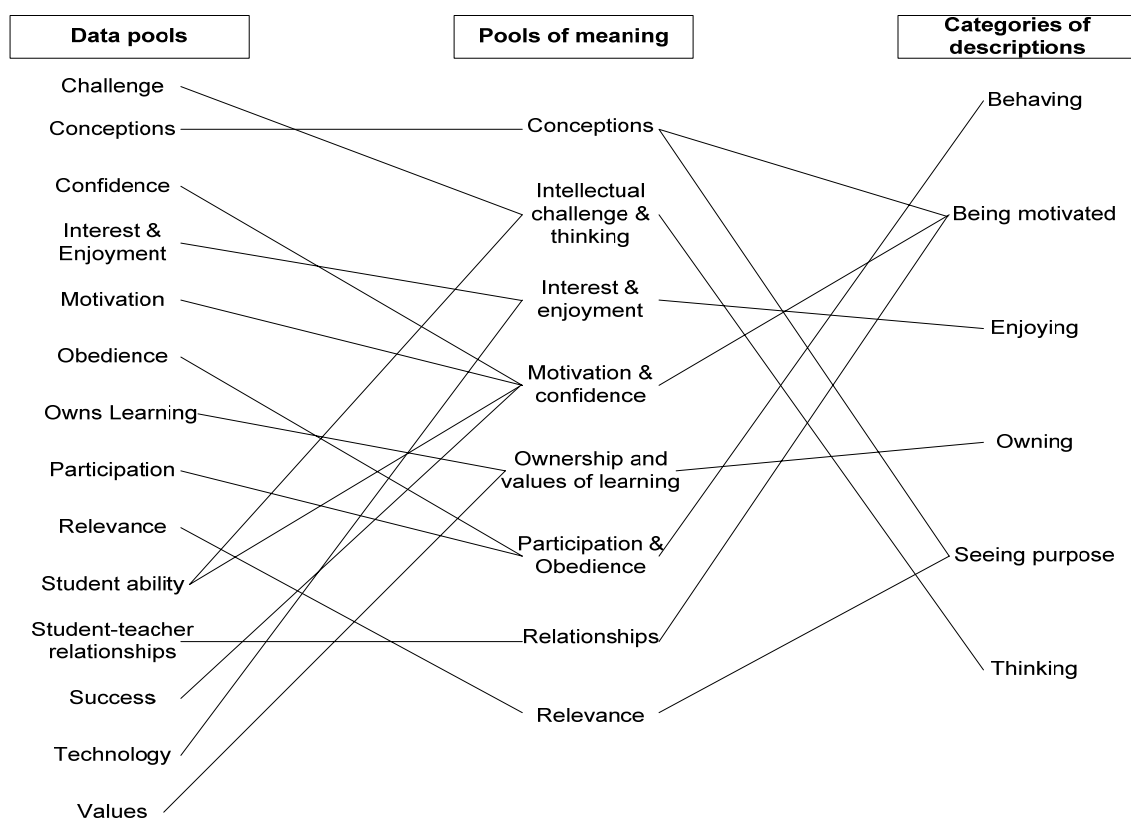 Data pools
Challenge
Conceptions
Confidence
Interest &
Enjoyment
Motivation
Obedience
Owns Learning
Participation
Relevance
Student ability
Student-teacher
relationships
Success
Technology
Values
Pools of meaning
Conceptions
Intellectual
challenge &
thinking
Interest &
enjoyment
Motivation &
confidence
Ownership and
values of learning
Participation &
Obedience
Relationships
Relevance
Categories of
descriptions
Behaving
Being motivated
Enjoying
Owning
Seeing purpose
Thinking